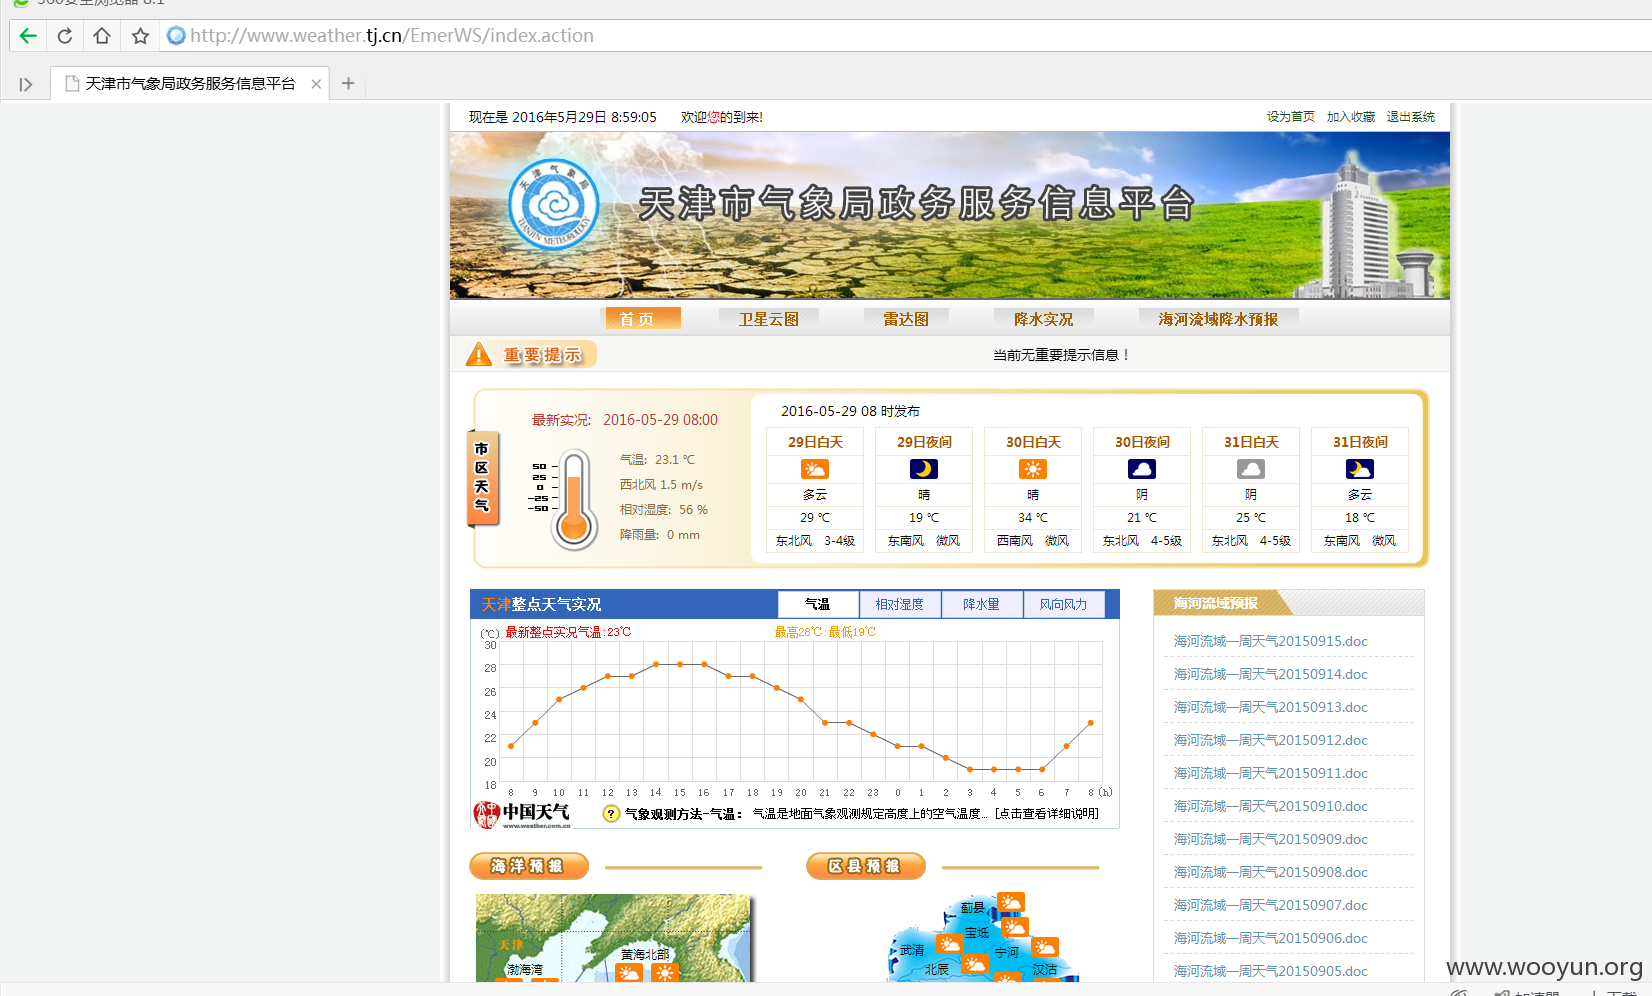 http://www.weather.tj.cn/EmerWS/index.action
天津市气象局政务服务信息平台
现在是 2016年5月29日 8:59:05 欢迎您的到来!
设为首页 加入收藏 退出系统
天津市气象局政务服务信息平台
天津气象局
TIANJIN METEOROLOGY
首 页 卫星云图 雷达图 降水实况 海河流域降水预报
重要提示 当前无重要提示信息！
市区天气
最新实况: 2016-05-29 08:00
50
25
0
-25
-50
气温: 23.1 ℃
西北风 1.5 m/s
相对湿度: 56 %
降雨量: 0 mm
2016-05-29 08 时发布
29日白天 29日夜间 30日白天 30日夜间 31日白天 31日夜间
多云 晴 晴 阴 阴 多云
29 ℃ 19 ℃ 34 ℃ 21 ℃ 25 ℃ 18 ℃
东北风 3-4级 东南风 微风 西南风 微风 东北风 4-5级 东北风 4-5级 东南风 微风
天津整点天气实况 气温 相对湿度 降水量 风向风力
(℃) 最新整点实况气温:23℃ 最高28℃:最低19℃
30
28
26
24
22
20
18
8 9 10 11 12 13 14 15 16 17 18 19 20 21 22 23 0 1 2 3 4 5 6 7 8 (h)
中国天气
www.weather.com.cn
? 气象观测方法-气温： 气温是地面气象观测规定高度上的空气温度... [点击查看详细说明]
海河流域预报
海河流域一周天气20150915.doc
海河流域一周天气20150914.doc
海河流域一周天气20150913.doc
海河流域一周天气20150912.doc
海河流域一周天气20150911.doc
海河流域一周天气20150910.doc
海河流域一周天气20150909.doc
海河流域一周天气20150908.doc
海河流域一周天气20150907.doc
海河流域一周天气20150906.doc
海河流域一周天气20150905.doc
海洋预报
天津
渤海湾
黄海北部
区县预报
蓟县
宝坻
武清
宁河
北辰
汉沽
www.wooyun.org